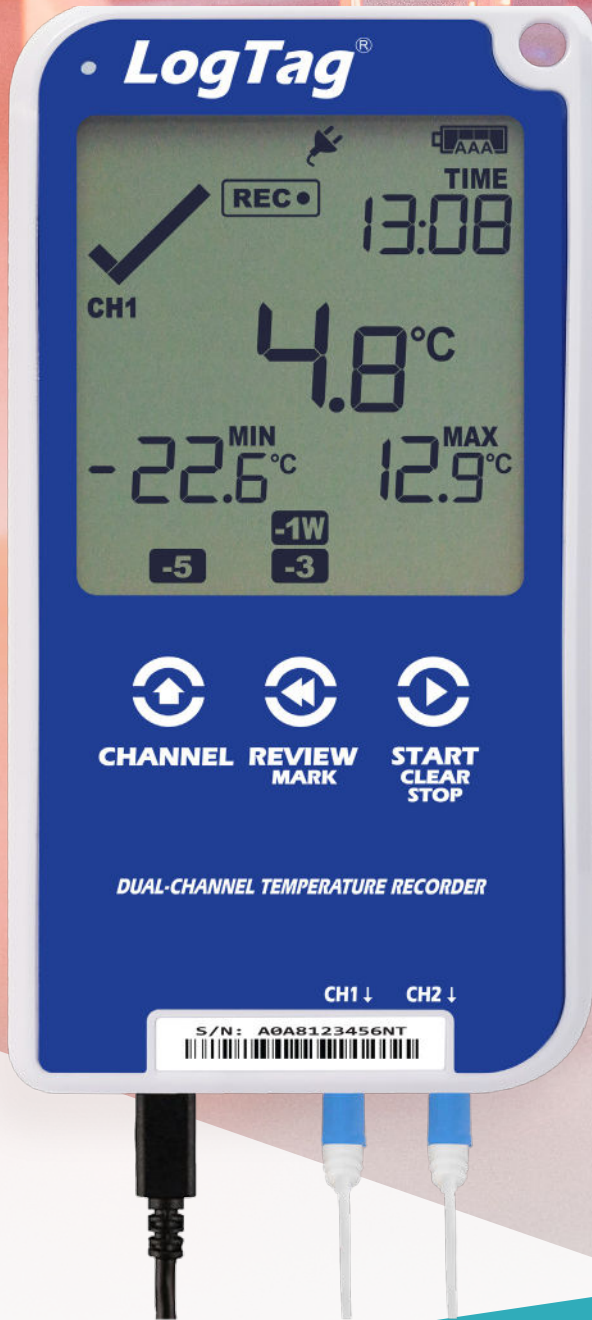 LogTag®
AAA
TIME
REC
13:08
CH1
4.8°C
MIN
MAX
-22.6°C
12.9°C
-1W
-5
-3
CHANNEL
REVIEW
MARK
START
CLEAR
STOP
DUAL-CHANNEL TEMPERATURE RECORDER
CH1↓ CH2↓
S/N: A0A8123456NT